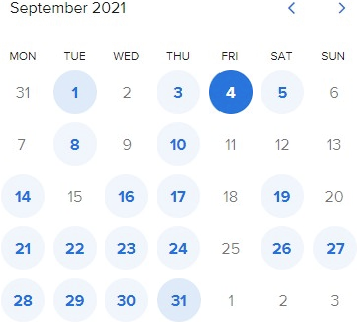 September 2021
MON TUE WED THU FRI SAT SUN
31 1 2 3 4 5 6
7 8 9 10 11 12 13
14 15 16 17 18 19 20
21 22 23 24 25 26 27
28 29 30 31 1 2 3